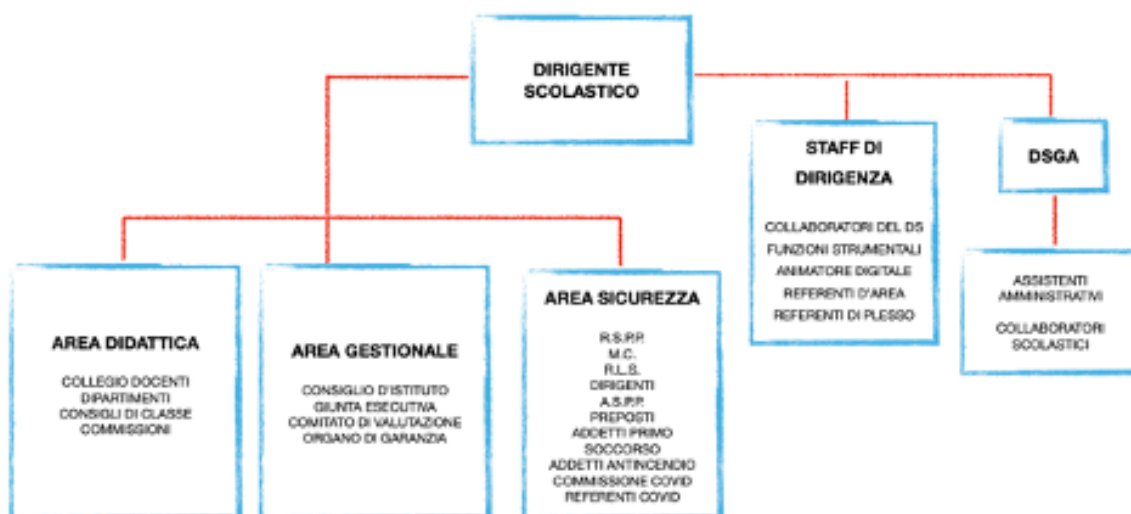 DIRIGENTE
SCOLASTICO
STAFF DI
DIRIGENZA
COLLABORATORI DEL DS
FUNZIONI STRUMENTALI
ANIMATORE DIGITALE
REFERENTI D'AREA
REFERENTI DI PLESSO
DSGA
ASSISTENTI
AMMINISTRATIVI
COLLABORATORI
SCOLASTICI
AREA DIDATTICA
COLLEGIO DOCENTI
DIPARTIMENTI
CONSIGLI DI CLASSE
COMMISSIONI
AREA GESTIONALE
CONSIGLIO D'ISTITUTO
GIUNTA ESECUTIVA
COMITATO DI VALUTAZIONE
ORGANO DI GARANZIA
AREA SICUREZZA
R.S.P.P.
M.C.
R.L.S.
DIRIGENTI
A.S.P.P.
PREPOSTI
ADDETTI PRIMO
SOCCORSO
ADDETTI ANTINCENDIO
COMMISSIONE COVID
REFERENTI COVID